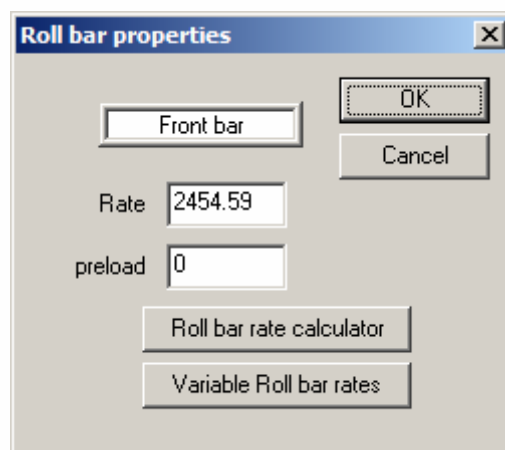 Roll bar properties
Front bar
OK
Cancel
Rate 2454.59
preload 0
Roll bar rate calculator
Variable Roll bar rates